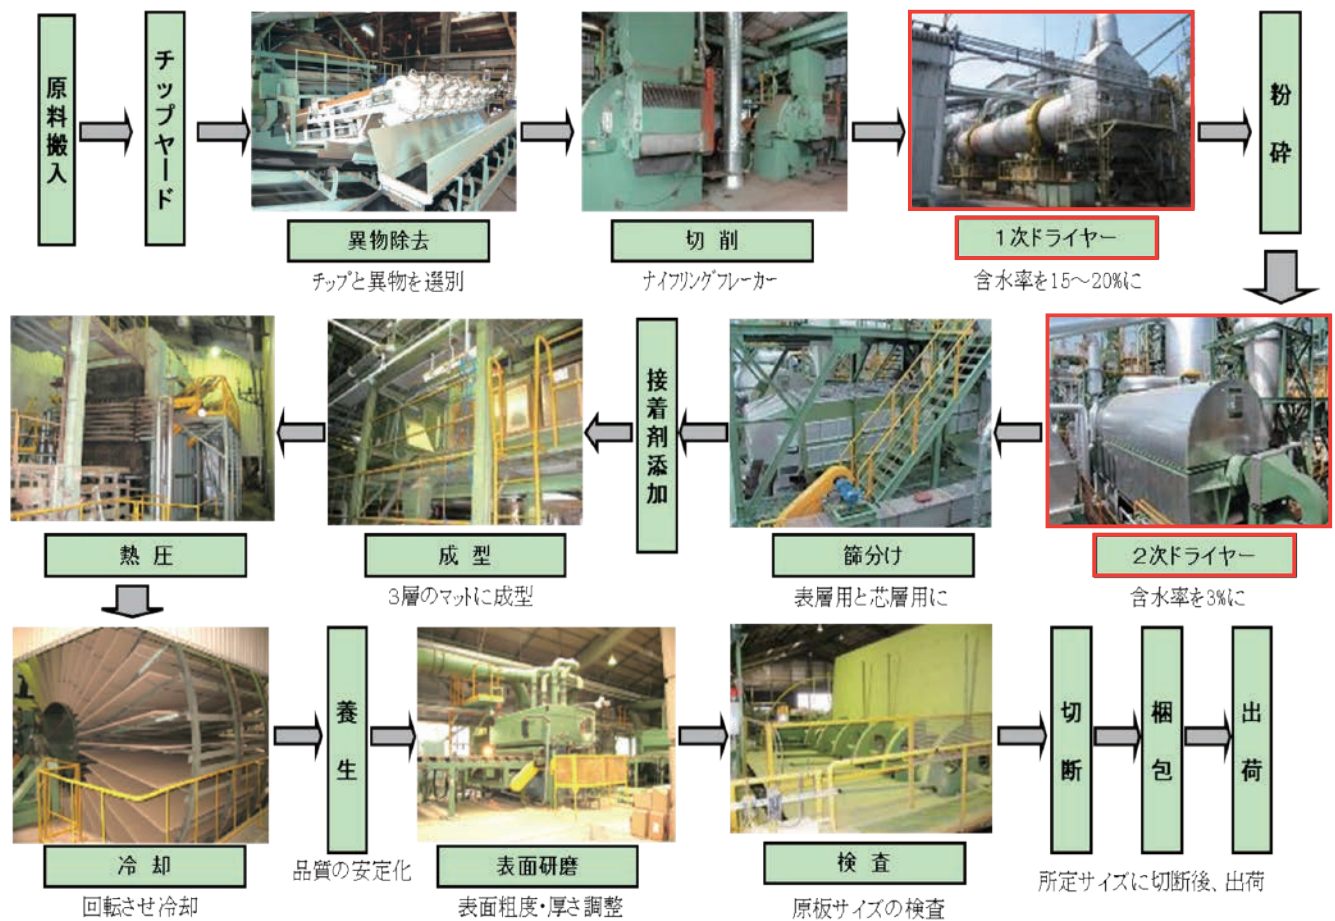 原料搬入
チップヤード
異物除去
チップと異物を選別
切削
ナイフリングフレーカー
1次ドライヤー
含水率を15～20%に
粉砕
2次ドライヤー
含水率を3%に
篩分け
表層用と芯層用に
接着剤添加
成型
3層のマットに成型
熱圧
冷却
回転させ冷却
養生
品質の安定化
表面研磨
表面粗度・厚さ調整
検査
原板サイズの検査
切断
梱包
出荷
所定サイズに切断後、出荷